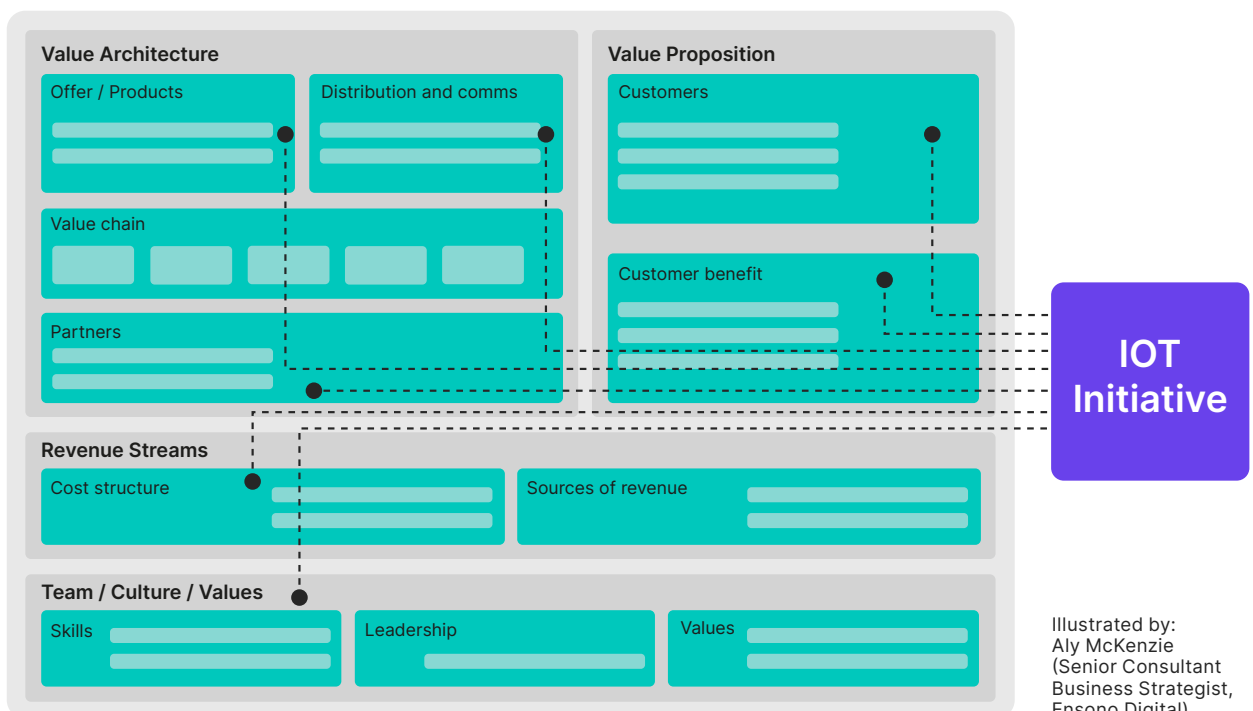 Value Architecture
Offer / Products
Distribution and comms
Value chain
Partners
Value Proposition
Customers
Customer benefit
Revenue Streams
Cost structure
Sources of revenue
Team / Culture / Values
Skills
Leadership
Values
IOT
Initiative
Illustrated by:
Aly McKenzie
(Senior Consultant
Business Strategist,
Ensono Digital)